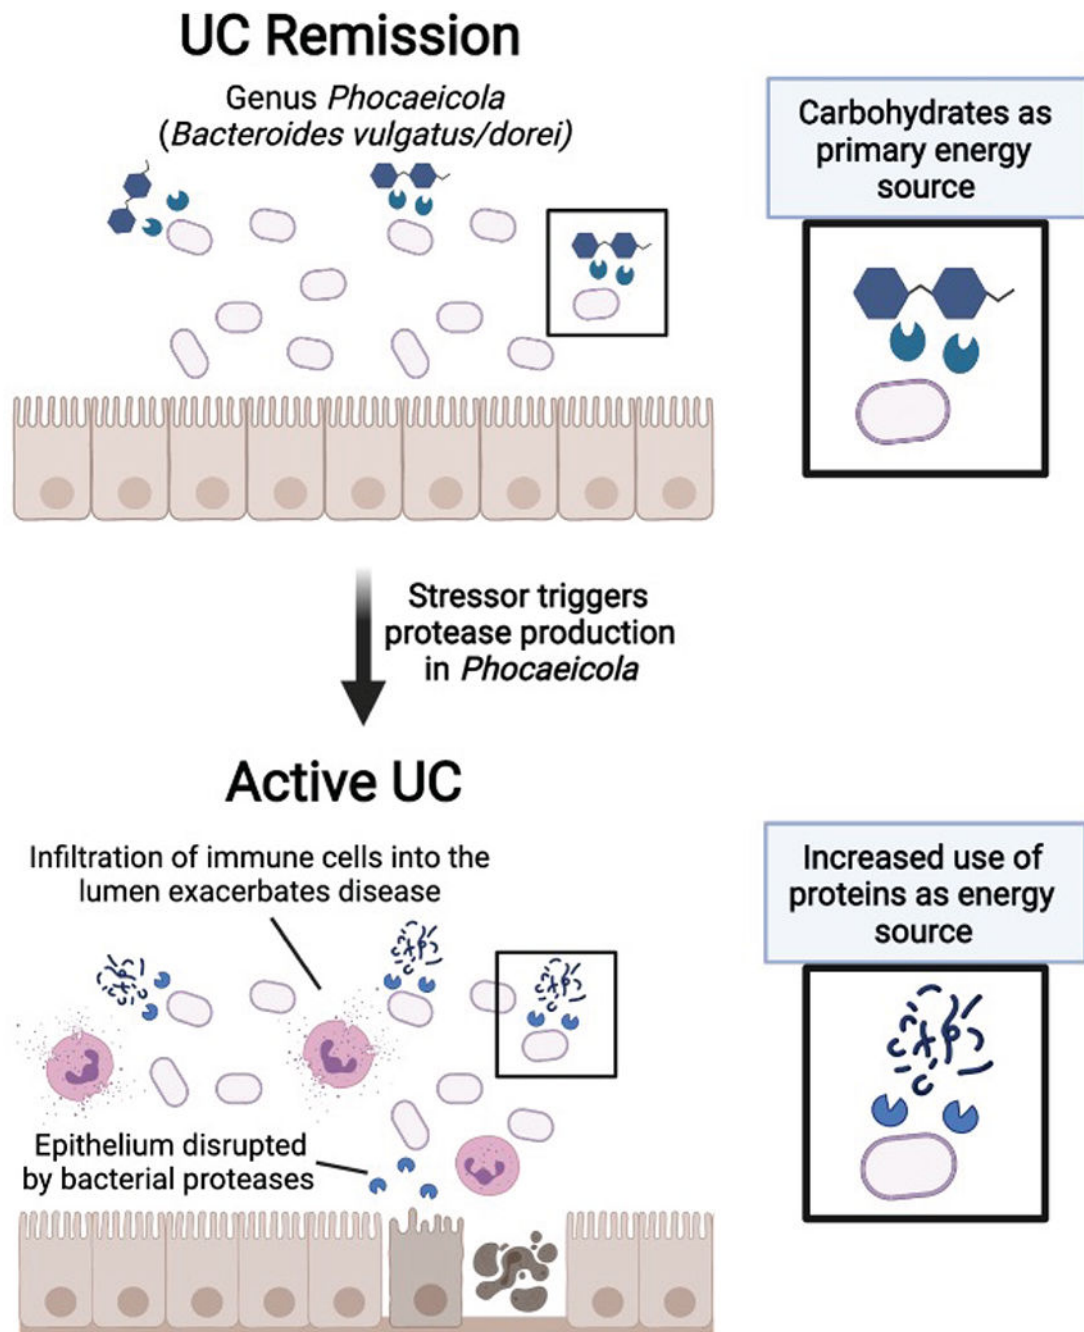 UC Remission
Genus Phocaeicola
(Bacteroides vulgatus/dorei)
Carbohydrates as
primary energy
source
Stressor triggers
protease production
in Phocaeicola
Active UC
Infiltration of immune cells into the
lumen exacerbates disease
Increased use of
proteins as energy
source
Epithelium disrupted
by bacterial proteases